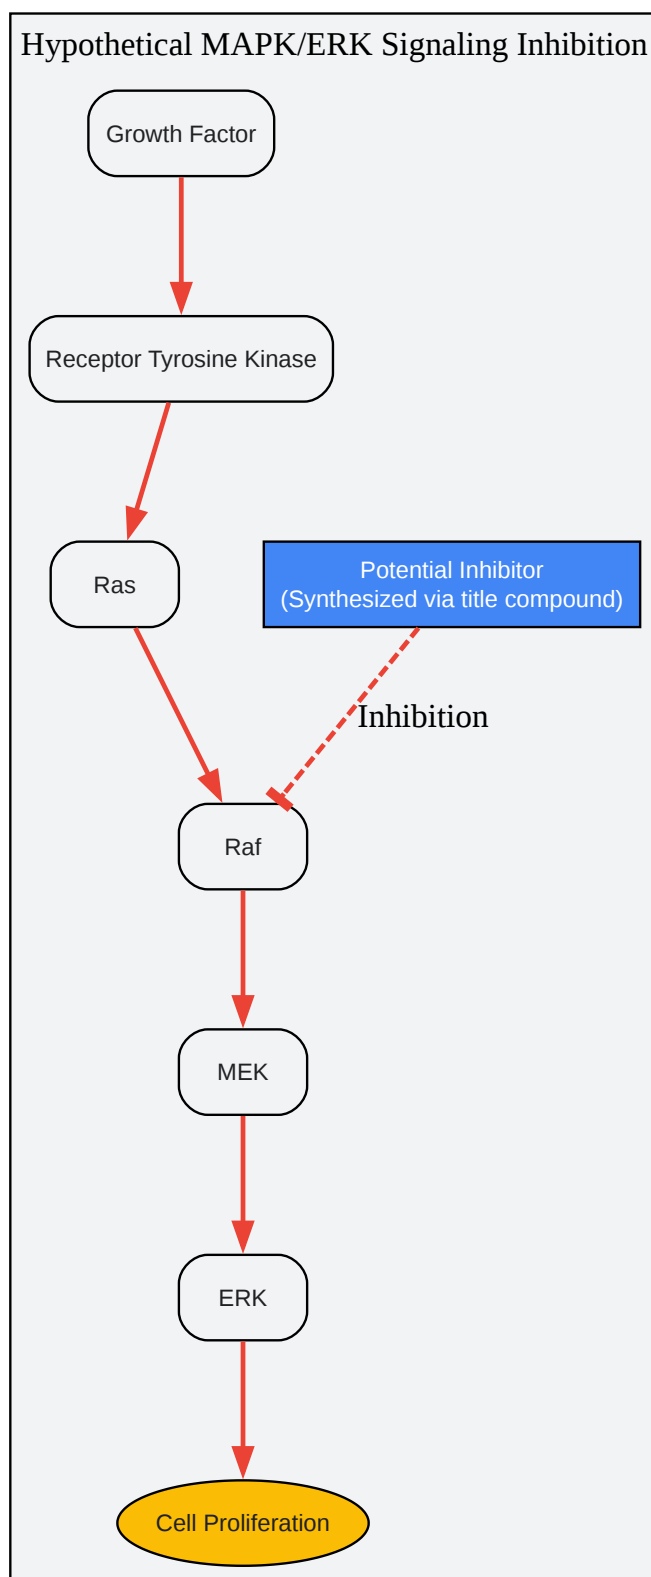 Hypothetical MAPK/ERK Signaling Inhibition
Growth Factor
Receptor Tyrosine Kinase
Ras
Potential Inhibitor
(Synthesized via title compound)
Inhibition
Raf
MEK
ERK
Cell Proliferation